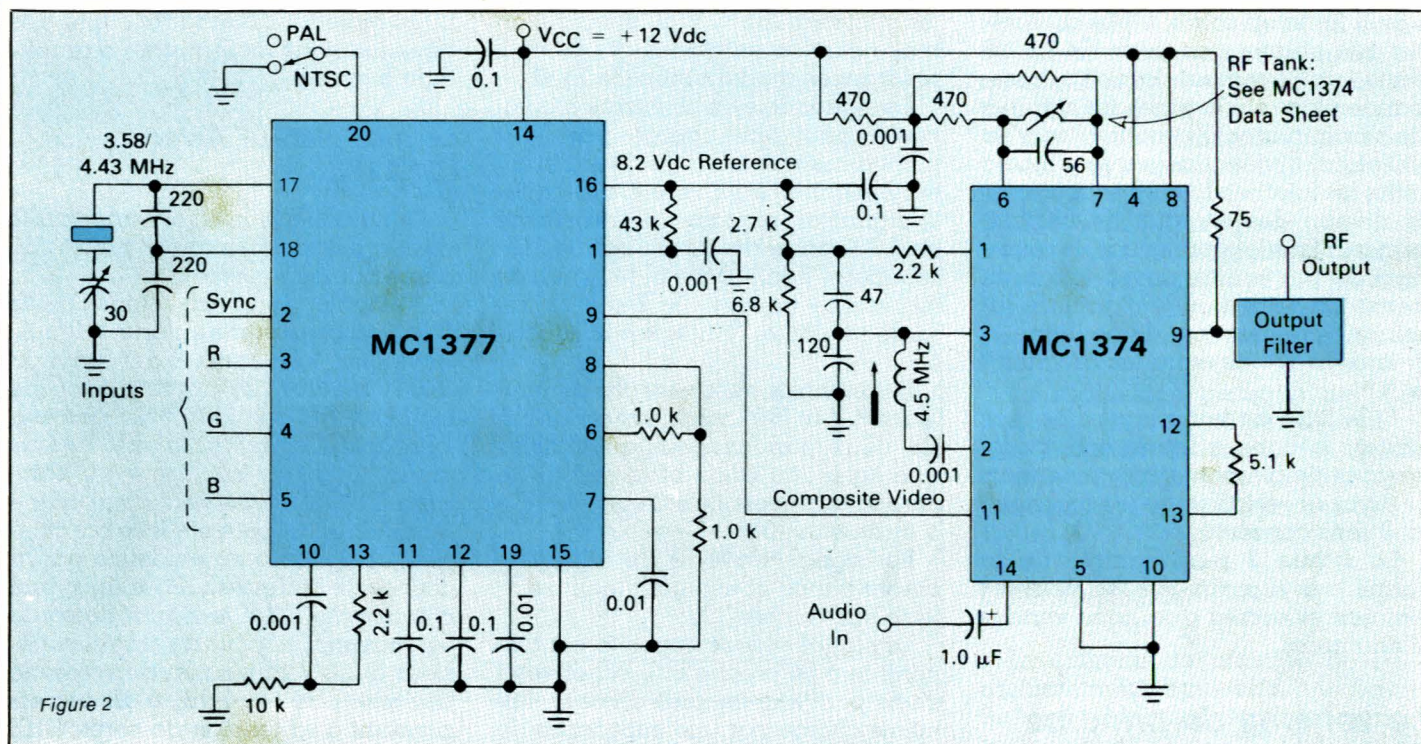 PAL
NTSC
VCC = +12 Vdc
0.1
20
14
3.58/
4.43 MHz
220
220
30
17
18
Sync
2
R
3
G
4
B
5
Inputs
MC1377
16
1
9
8
6
7
10
13
11
12
19
15
0.001
2.2 k
0.1
0.1
0.01
10 k
Figure 2
8.2 Vdc Reference
43 k
0.001
2.7 k
6.8 k
0.1
470
0.001
470
470
56
RF Tank:
See MC1374
Data Sheet
6
7
4
8
75
RF
Output
1
2.2 k
47
3
120
4.5 MHz
2
0.001
MC1374
9
Output
Filter
12
5.1 k
13
1.0 k
1.0 k
0.01
Composite Video
11
14
5
10
Audio
In
+
1.0 μF